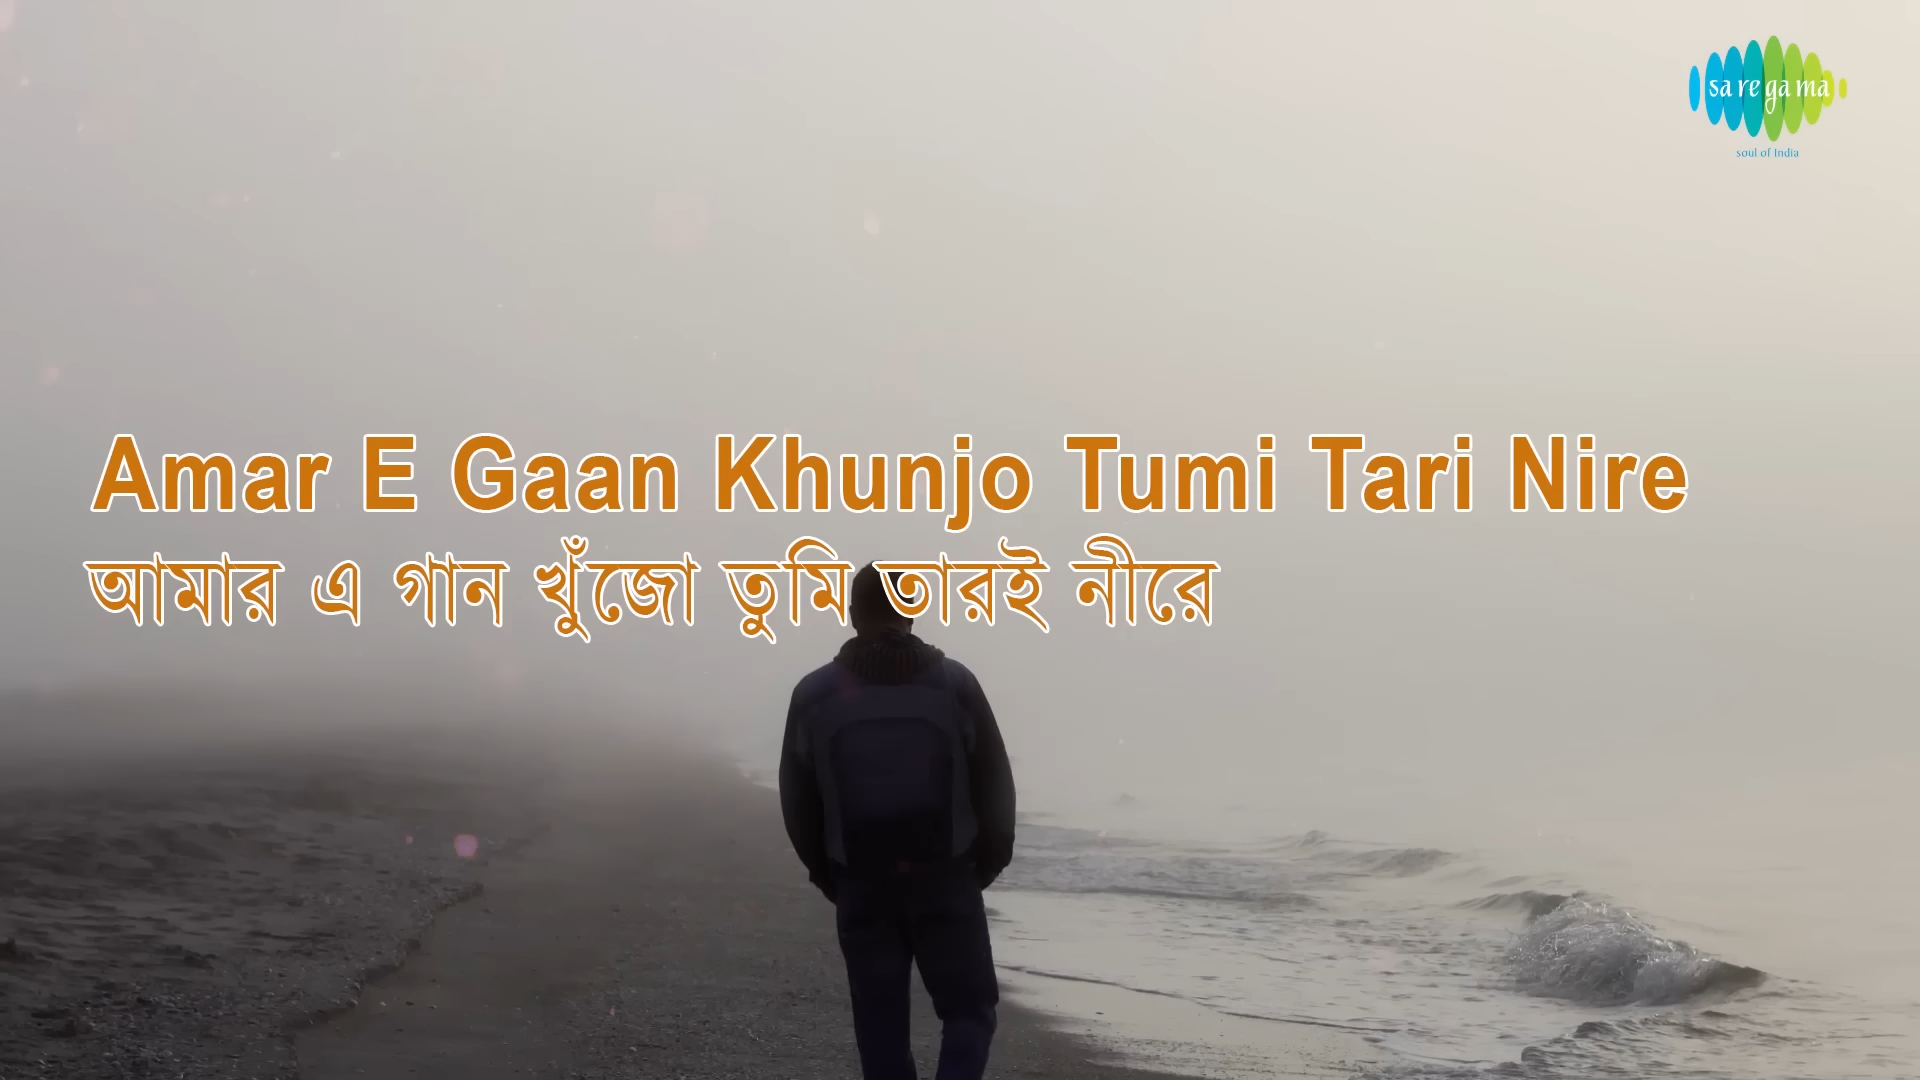 sa re ga ma
soul of India
Amar E Gaan Khunjo Tumi Tari Nire
আমার এ গান খুঁজো তুমি তারই নীরে